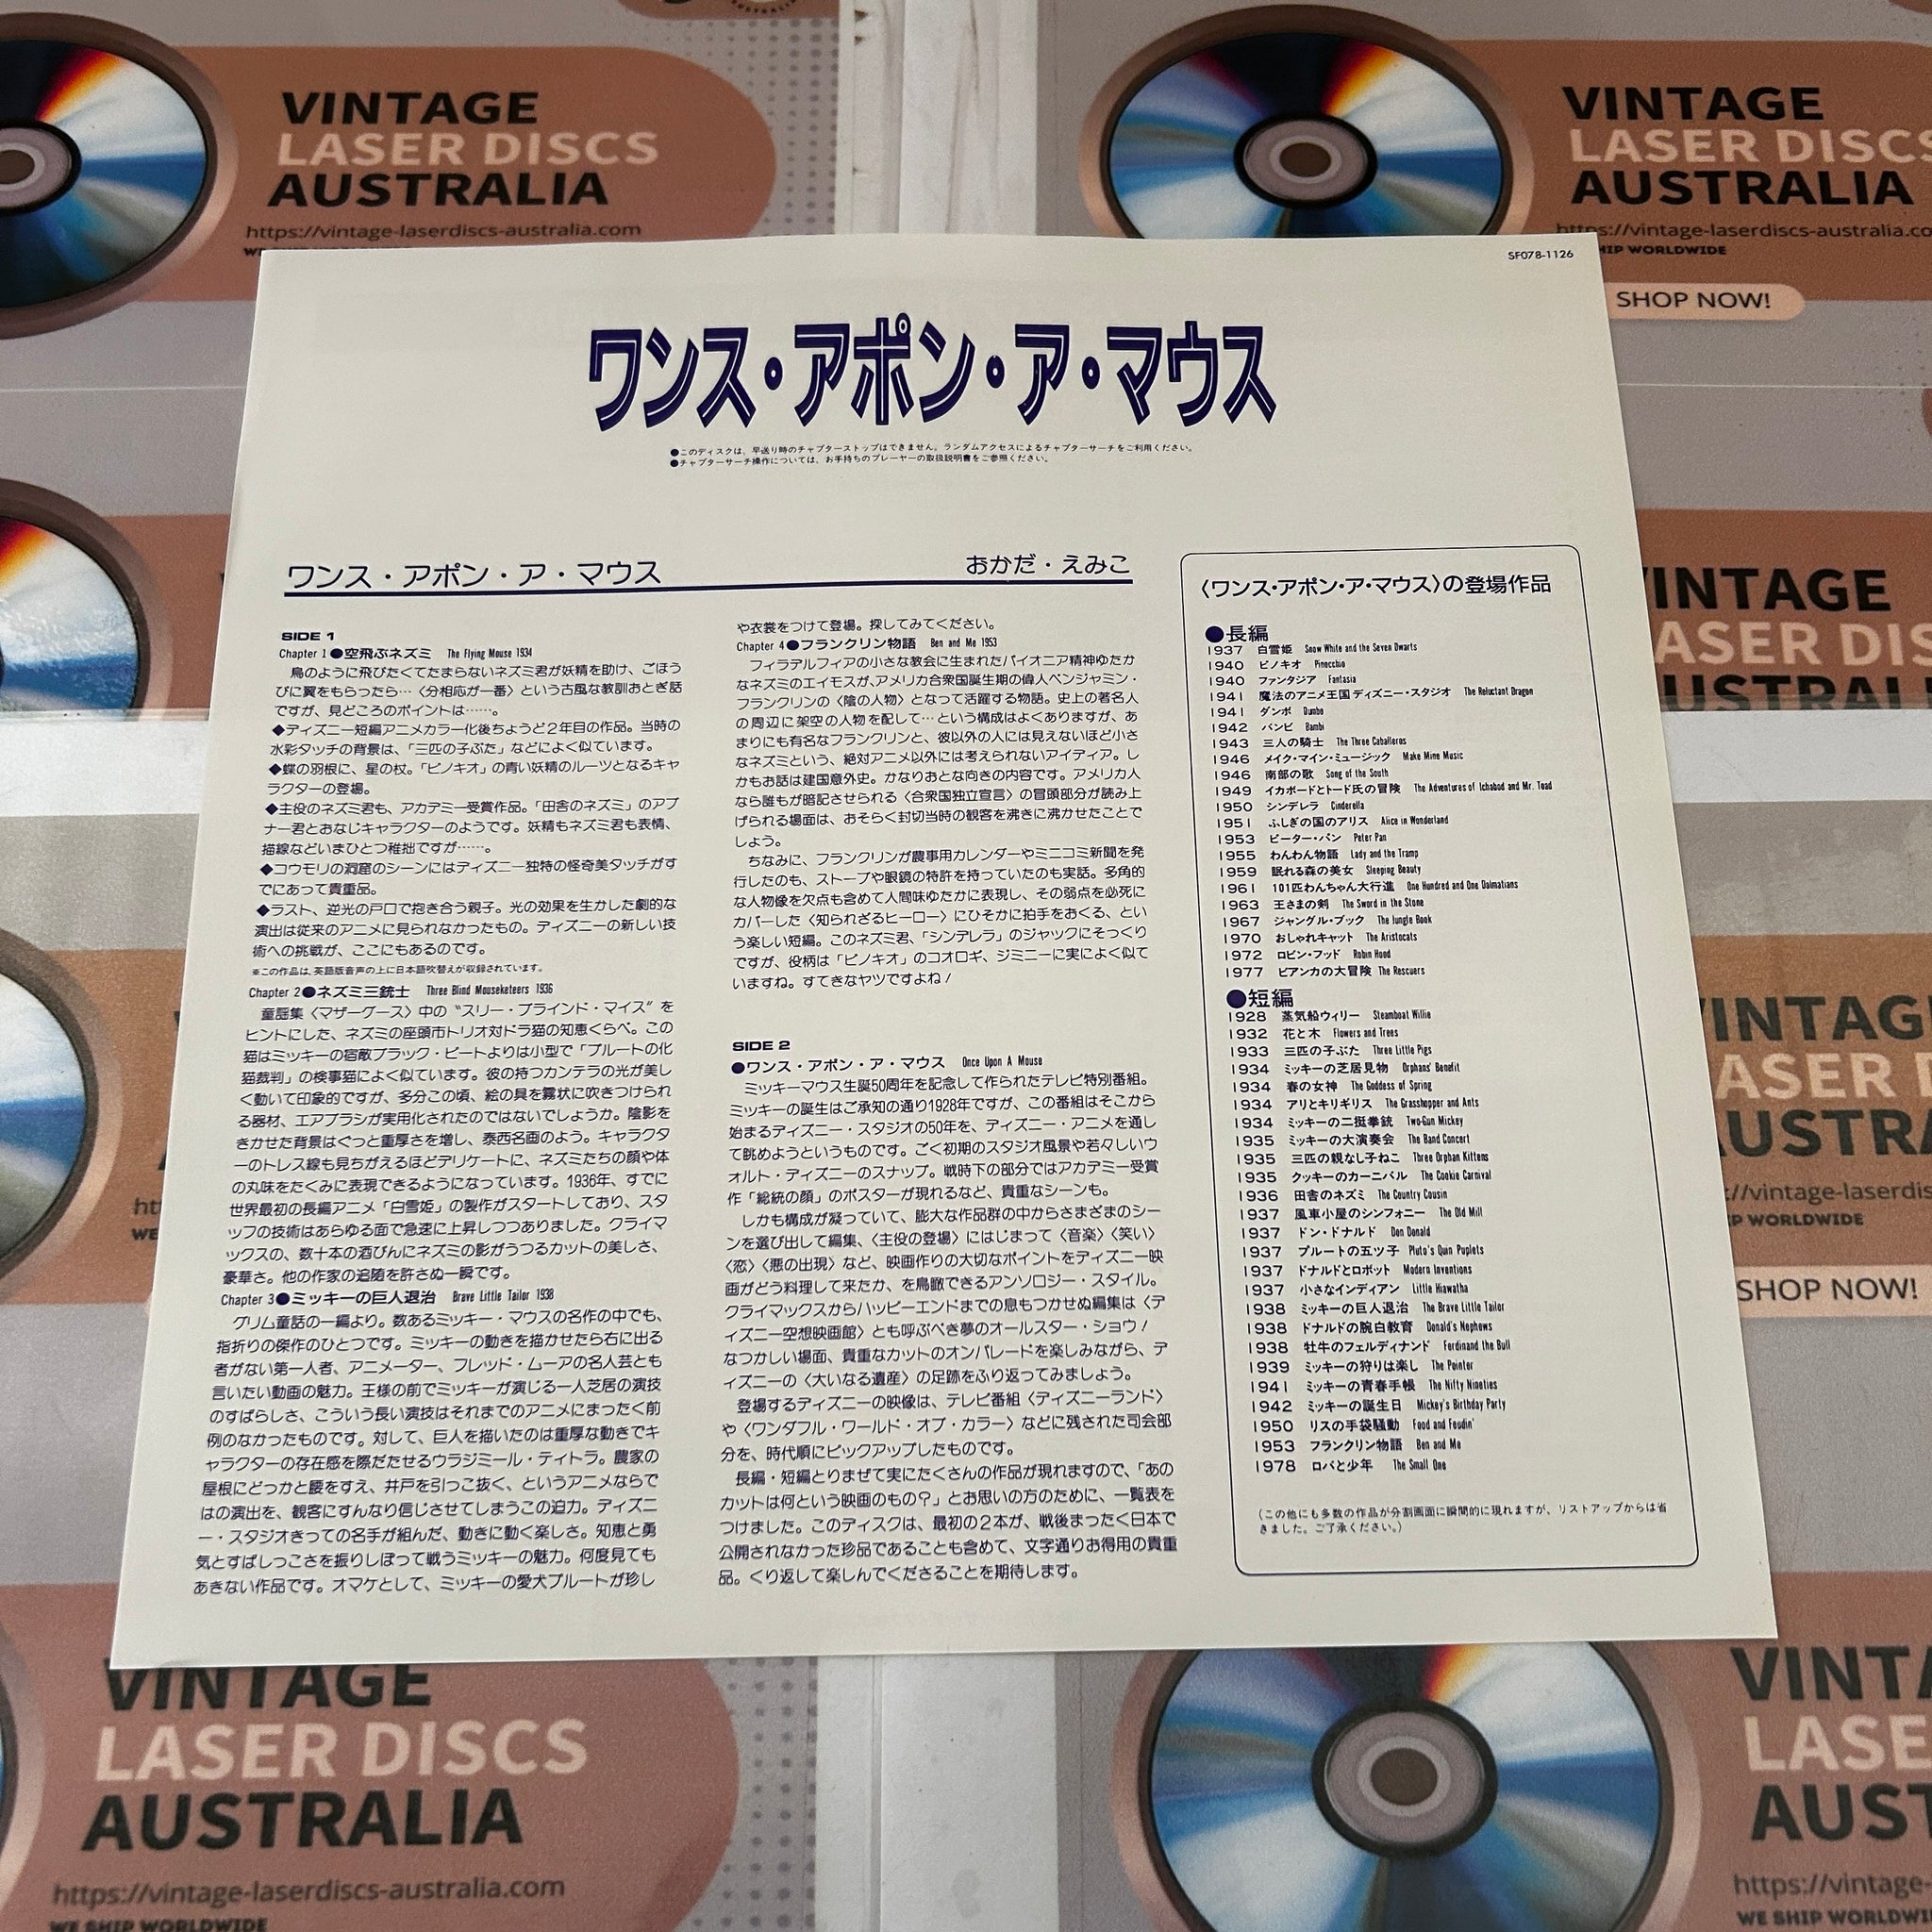 VINTAGE
LASER DISCS
AUSTRALIA
https://vintage-laserdiscs-australia.com
VINTAGE
LASER DISCS
AUSTRALIA
HIP WORLDWIDE
SHOP NOW!
SF078-1126
ワンス・アポン・ア・マウス
●このディスクは、早送り時のチャプターストップはできません。ランダムアクセスによるチャプターサーチをご利用ください。
●チャプターサーチ操作については、お手持ちのプレーヤーの取扱説明書をご参照ください。
ワンス・アポン・ア・マウス
おかだ・えみこ
SIDE 1
Chapter 1●空飛ぶネズミ The Flying Mouse 1934
鳥のように飛びたくてたまらないネズミ君が妖精を助け、ごほう
びに翼をもらったら…〈分相応が一番〉という古風な教訓おとぎ話
ですが、見どころのポイントは……。
◆ディズニー短編アニメカラー化後ちょうど2年目の作品。当時の
水彩タッチの背景は、「三匹の子ぶた」などによく似ています。
◆蝶の羽根に、星の杖。「ピノキオ」の青い妖精のルーツとなるキャ
ラクターの登場。
◆主役のネズミ君も、アカデミー受賞作品。「田舎のネズミ」のアブ
ナー君とおなじキャラクターのようです。妖精もネズミ君も表情、
描線などいまひとつ稚拙ですが……。
◆コウモリの洞窟のシーンにはディズニー独特の怪奇美タッチがす
でにあって貴重品。
◆ラスト、逆光の戸口で抱き合う親子。光の効果を生かした劇的な
演出は従来のアニメに見られなかったもの。ディズニーの新しい技
術への挑戦が、ここにもあるのです。
※この作品は、英語版音声の上に日本語吹替えが収録されています。
Chapter 2●ネズミ三銃士 Three Blind Mouseketeers 1936
童謡集〈マザーグース〉中の“スリー・ブラインド・マイス”を
ヒントにした、ネズミの座頭市トリオ対ドラ猫の知恵くらべ。この
猫はミッキーの宿敵ブラック・ピートよりは小型で「プルートの化
猫裁判」の検事猫によく似ています。彼の持つカンテラの光が美し
く動いて印象的ですが、多分この頃、絵の具を霧状に吹きつけられ
る器材、エアブラシが実用化されたのではないでしょうか。陰影を
きかせた背景はぐっと重厚さを増し、泰西名画のよう。キャラクタ
ーのトレス線も見ちがえるほどデリケートに、ネズミたちの顔や体
の丸味をたくみに表現できるようになっています。1936年、すでに
世界最初の長編アニメ「白雪姫」の製作がスタートしており、スタ
ッフの技術はあらゆる面で急速に上昇しつつありました。クライマ
ックスの、数十本の酒びんにネズミの影がうつるカットの美しさ、
豪華さ。他の作家の追随を許さぬ一瞬です。
Chapter 3●ミッキーの巨人退治 Brave Little Tailor 1938
グリム童話の一編より。数あるミッキー・マウスの名作の中でも、
指折りの傑作のひとつです。ミッキーの動きを描かせたら右に出る
者がない第一人者、アニメーター、フレッド・ムーアの名人芸とも
言いたい動画の魅力。王様の前でミッキーが演じる一人芝居の演技
のすばらしさ、こういう長い演技はそれまでのアニメにまったく前
例のなかったものです。対して、巨人を描いたのは重厚な動きでキ
ャラクターの存在感を際だたせるウラジミール・ティトラ。農家の
屋根にどっかと腰をすえ、井戸を引っこ抜く、というアニメならで
はの演出を、観客にすんなり信じさせてしまうこの迫力。ディズニ
ー・スタジオきっての名手が組んだ、動きに動く楽しさ。知恵と勇
気とすばしっこさを振りしぼって戦うミッキーの魅力。何度見ても
あきない作品です。オマケとして、ミッキーの愛犬プルートが珍し
や衣裳をつけて登場。探してみてください。
Chapter 4●フランクリン物語 Ben and Me 1953
フィラデルフィアの小さな教会に生まれたパイオニア精神ゆたか
なネズミのエイモスが、アメリカ合衆国誕生期の偉人ベンジャミン・
フランクリンの〈陰の人物〉となって活躍する物語。史上の著名人
の周辺に架空の人物を配して…という構成はよくありますが、あ
まりにも有名なフランクリンと、彼以外の人には見えないほど小さ
なネズミという、絶対アニメ以外には考えられないアイディア。し
かもお話は建国意外史。かなりおとな向きの内容です。アメリカ人
なら誰もが暗記させられる〈合衆国独立宣言〉の冒頭部分が読み上
げられる場面は、おそらく封切当時の観客を沸きに沸かせたことで
しょう。
ちなみに、フランクリンが農事用カレンダーやミニコミ新聞を発
行したのも、ストーブや眼鏡の特許を持っていたのも実話。多角的
な人物像を欠点も含めて人間味ゆたかに表現し、その弱点を必死に
カバーした〈知られざるヒーロー〉にひそかに拍手をおくる、とい
う楽しい短編。このネズミ君、「シンデレラ」のジャックにそっくり
ですが、役柄は「ピノキオ」のコオロギ、ジミニーに実によく似て
いますね。すてきなヤツですよね！
SIDE 2
●ワンス・アポン・ア・マウス Once Upon A Mouse
ミッキーマウス生誕50周年を記念して作られたテレビ特別番組。
ミッキーの誕生はご承知の通り1928年ですが、この番組はそこから
始まるディズニー・スタジオの50年を、ディズニー・アニメを通し
て眺めようというものです。ごく初期のスタジオ風景や若々しいウ
ォルト・ディズニーのスナップ。戦時下の部分ではアカデミー受賞
作「総統の顔」のポスターが現れるなど、貴重なシーンも。
しかも構成が凝っていて、膨大な作品群の中からさまざまのシー
ンを選び出して編集、〈主役の登場〉にはじまって〈音楽〉〈笑い〉
〈恋〉〈悪の出現〉など、映画作りの大切なポイントをディズニー映
画がどう料理して来たか、を鳥瞰できるアンソロジー・スタイル。
クライマックスからハッピーエンドまでの息もつかせぬ編集は〈デ
ィズニー空想映画館〉とも呼ぶべき夢のオールスター・ショウ！
なつかしい場面、貴重なカットのオンパレードを楽しみながら、デ
ィズニーの〈大いなる遺産〉の足跡をふり返ってみましょう。
登場するディズニーの映像は、テレビ番組〈ディズニーランド〉
や〈ワンダフル・ワールド・オブ・カラー〉などに残された司会部
分を、時代順にピックアップしたものです。
長編・短編とりまぜて実にたくさんの作品が現れますので、「あの
カットは何という映画のもの？」とお思いの方のために、一覧表を
つけました。このディスクは、最初の2本が、戦後まったく日本で
公開されなかった珍品であることも含めて、文字通りお得用の貴重
品。くり返して楽しんでくださることを期待します。
〈ワンス・アポン・ア・マウス〉の登場作品
●長編
1937 白雪姫 Snow White and the Seven Dwarfs
1940 ピノキオ Pinocchio
1940 ファンタジア Fantasia
1941 魔法のアニメ王国 ディズニー・スタジオ The Reluctant Dragon
1941 ダンボ Dumbo
1942 バンビ Bambi
1943 三人の騎士 The Three Caballeros
1946 メイク・マイン・ミュージック Make Mine Music
1946 南部の歌 Song of the South
1949 イカボードとトード氏の冒険 The Adventures of Ichabod and Mr. Toad
1950 シンデレラ Cinderella
1951 ふしぎの国のアリス Alice in Wonderland
1953 ピーター・パン Peter Pan
1955 わんわん物語 Lady and the Tramp
1959 眠れる森の美女 Sleeping Beauty
1961 101匹わんちゃん大行進 One Hundred and One Dalmatians
1963 王さまの剣 The Sword in the Stone
1967 ジャングル・ブック The Jungle Book
1970 おしゃれキャット The Aristocats
1972 ロビン・フッド Robin Hood
1977 ビアンカの大冒険 The Rescuers
●短編
1928 蒸気船ウィリー Steamboat Willie
1932 花と木 Flowers and Trees
1933 三匹の子ぶた Three Little Pigs
1934 ミッキーの芝居見物 Orphans' Benefit
1934 春の女神 The Goddess of Spring
1934 アリとキリギリス The Grasshopper and Ants
1934 ミッキーの二挺拳銃 Two-Gun Mickey
1935 ミッキーの大演奏会 The Band Concert
1935 三匹の親なし子ねこ Three Orphan Kittens
1935 クッキーのカーニバル The Cookie Carnival
1936 田舎のネズミ The Country Cousin
1937 風車小屋のシンフォニー The Old Mill
1937 ドン・ドナルド Don Donald
1937 プルートの五ツ子 Pluto's Quin Puplets
1937 ドナルドとロボット Modern Inventions
1937 小さなインディアン Little Hiawatha
1938 ミッキーの巨人退治 The Brave Little Tailor
1938 ドナルドの腕白教育 Donald's Nephews
1938 牡牛のフェルディナンド Ferdinand the Bull
1939 ミッキーの狩りは楽し The Pointer
1941 ミッキーの青春手帳 The Nifty Nineties
1942 ミッキーの誕生日 Mickey's Birthday Party
1950 リスの手袋騒動 Food and Feudin'
1953 フランクリン物語 Ben and Me
1978 ロバと少年 The Small One
（この他にも多数の作品が分割画面に瞬間的に現れますが、リストアップからは省
きました。ご了承ください。）
SHOP NOW!
VINTAGE
LASER DISCS
AUSTRALIA
https://vintage-laserdiscs-australia.com
WE SHIP WORLDWIDE